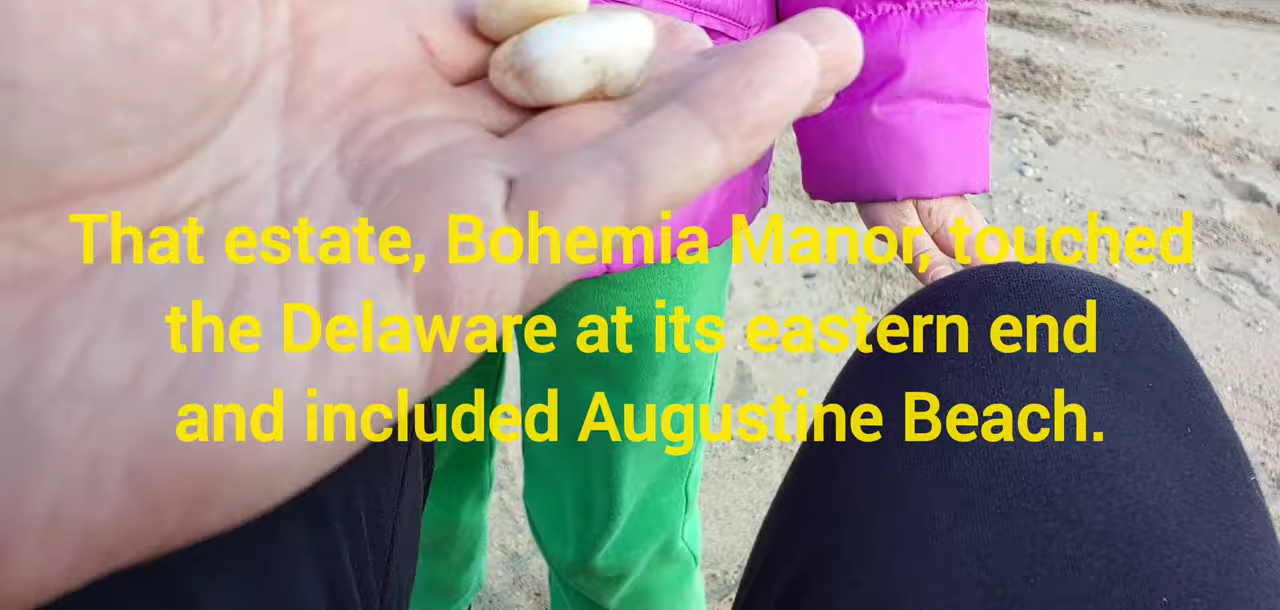 That estate, Bohemia Manor, touched
the Delaware at its eastern end
and included Augustine Beach.